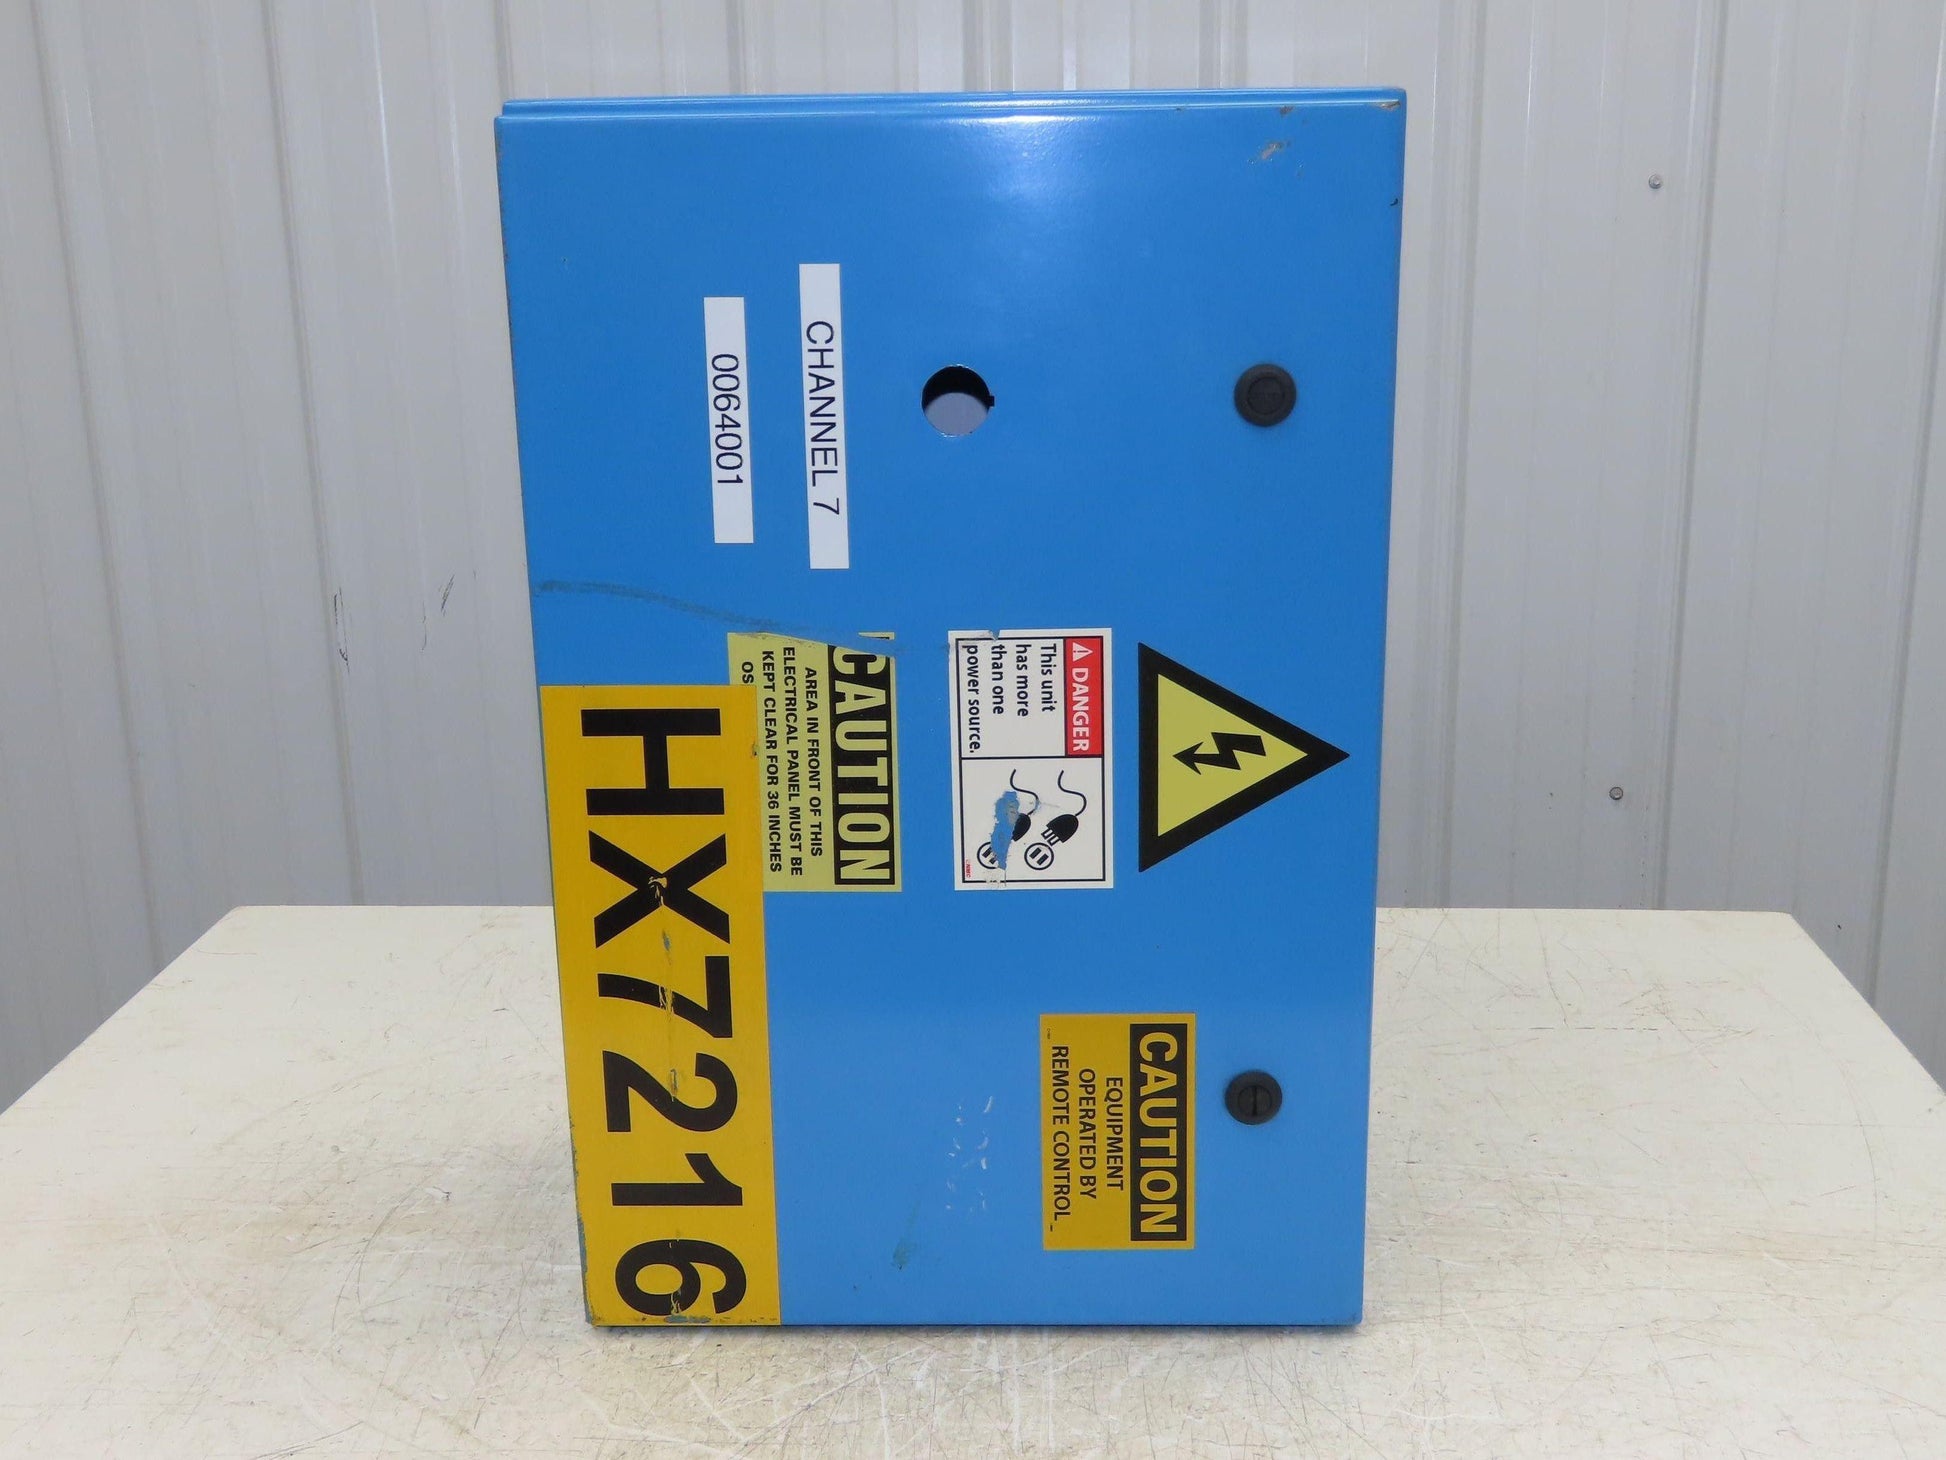 CHANNEL 7
0064001
⚠ DANGER
This unit
has more
than one
power source.
CAUTION
AREA IN FRONT OF THIS
ELECTRICAL PANEL MUST BE
KEPT CLEAR FOR 36 INCHES
OS
CAUTION
EQUIPMENT
OPERATED BY
REMOTE CONTROL
HX7216